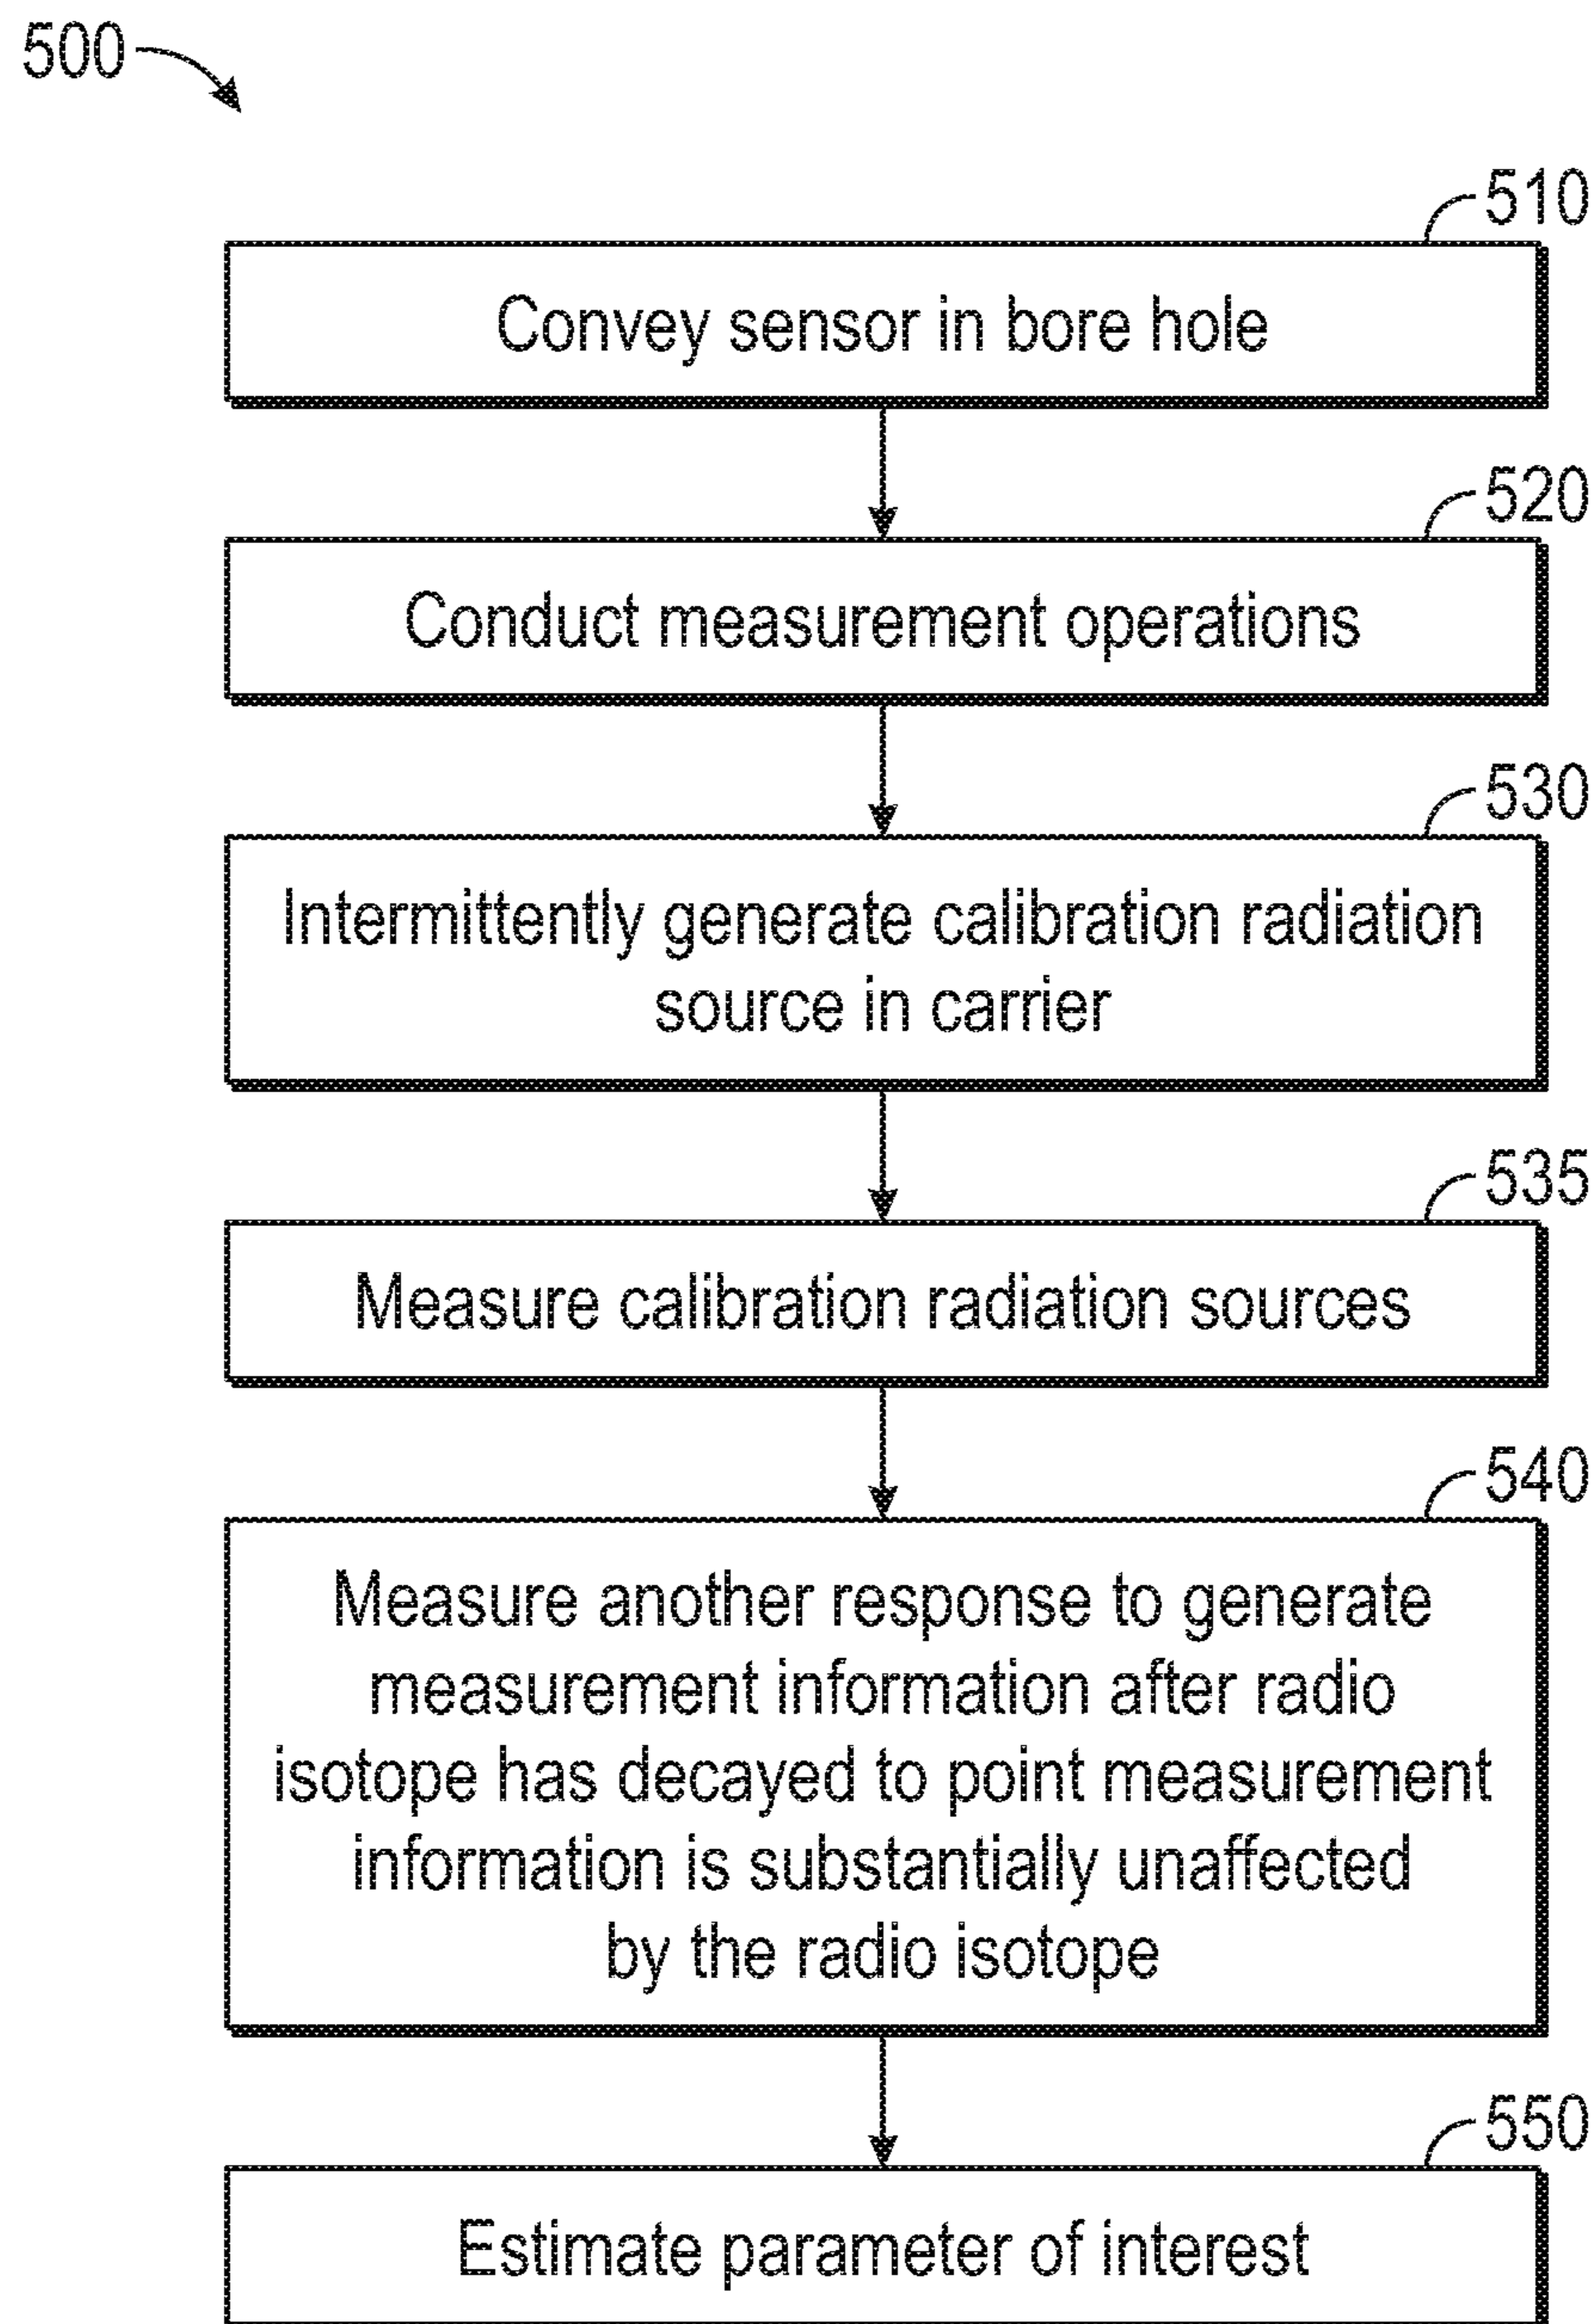 500
510
Convey sensor in bore hole
520
Conduct measurement operations
530
Intermittently generate calibration radiation
source in carrier
535
Measure calibration radiation sources
540
Measure another response to generate
measurement information after radio
isotope has decayed to point measurement
information is substantially unaffected
by the radio isotope
550
Estimate parameter of interest